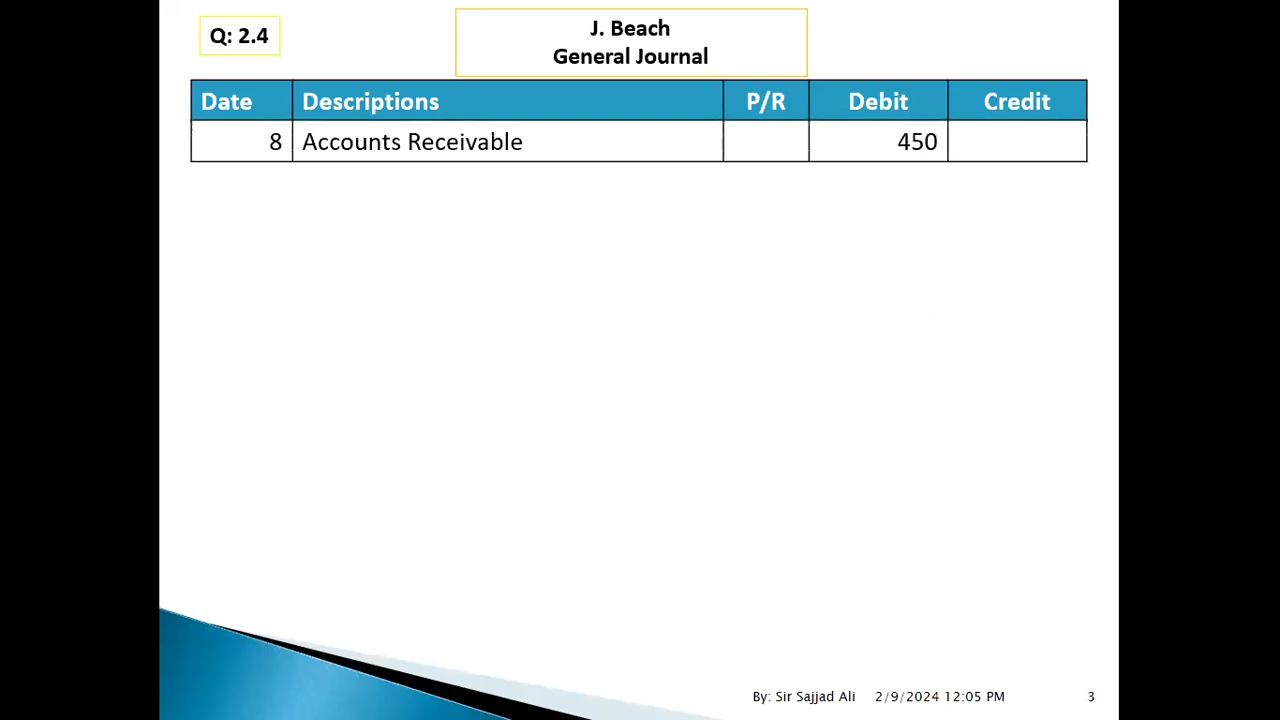 Q: 2.4
J. Beach
General Journal
Date Descriptions P/R Debit Credit
8 Accounts Receivable 450
By: Sir Sajjad Ali 2/9/2024 12:05 PM 3